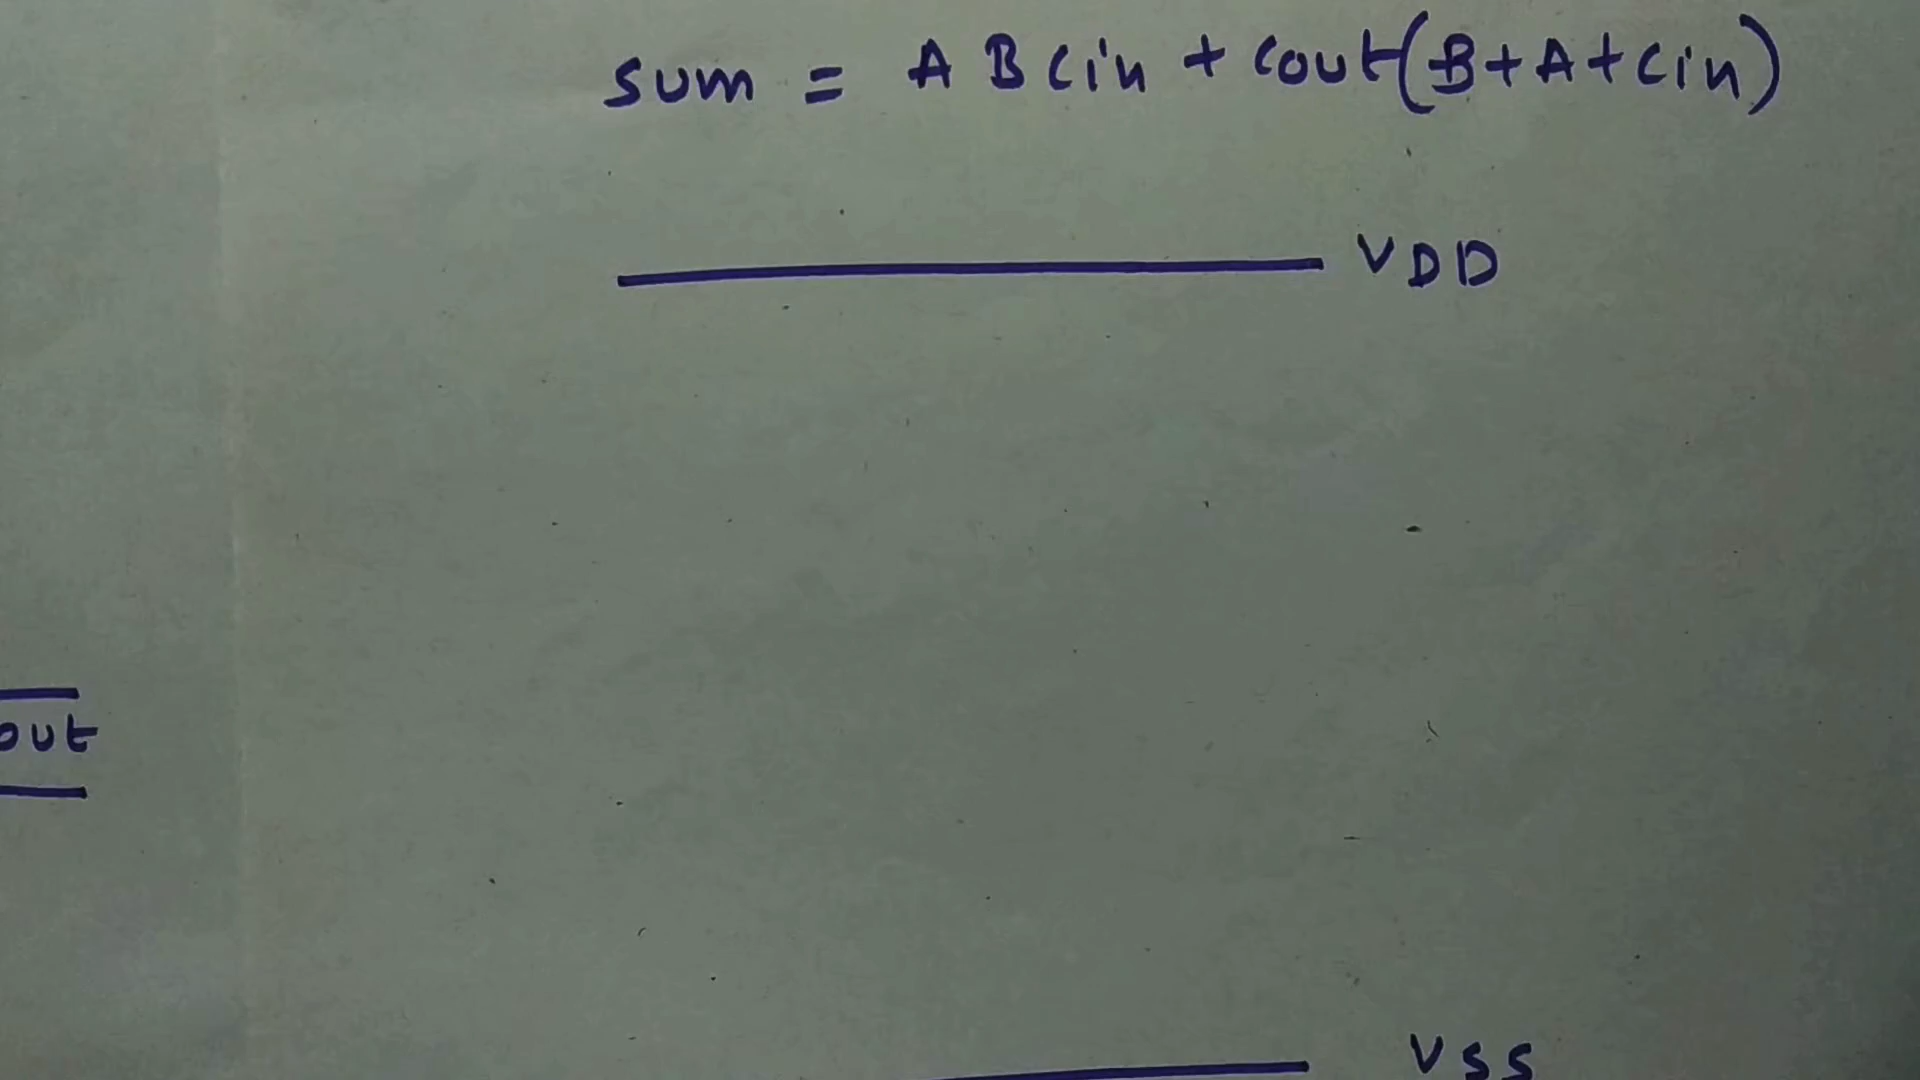 sum = A B Cin + Cout(B+A+Cin)
VDD
out
VSS